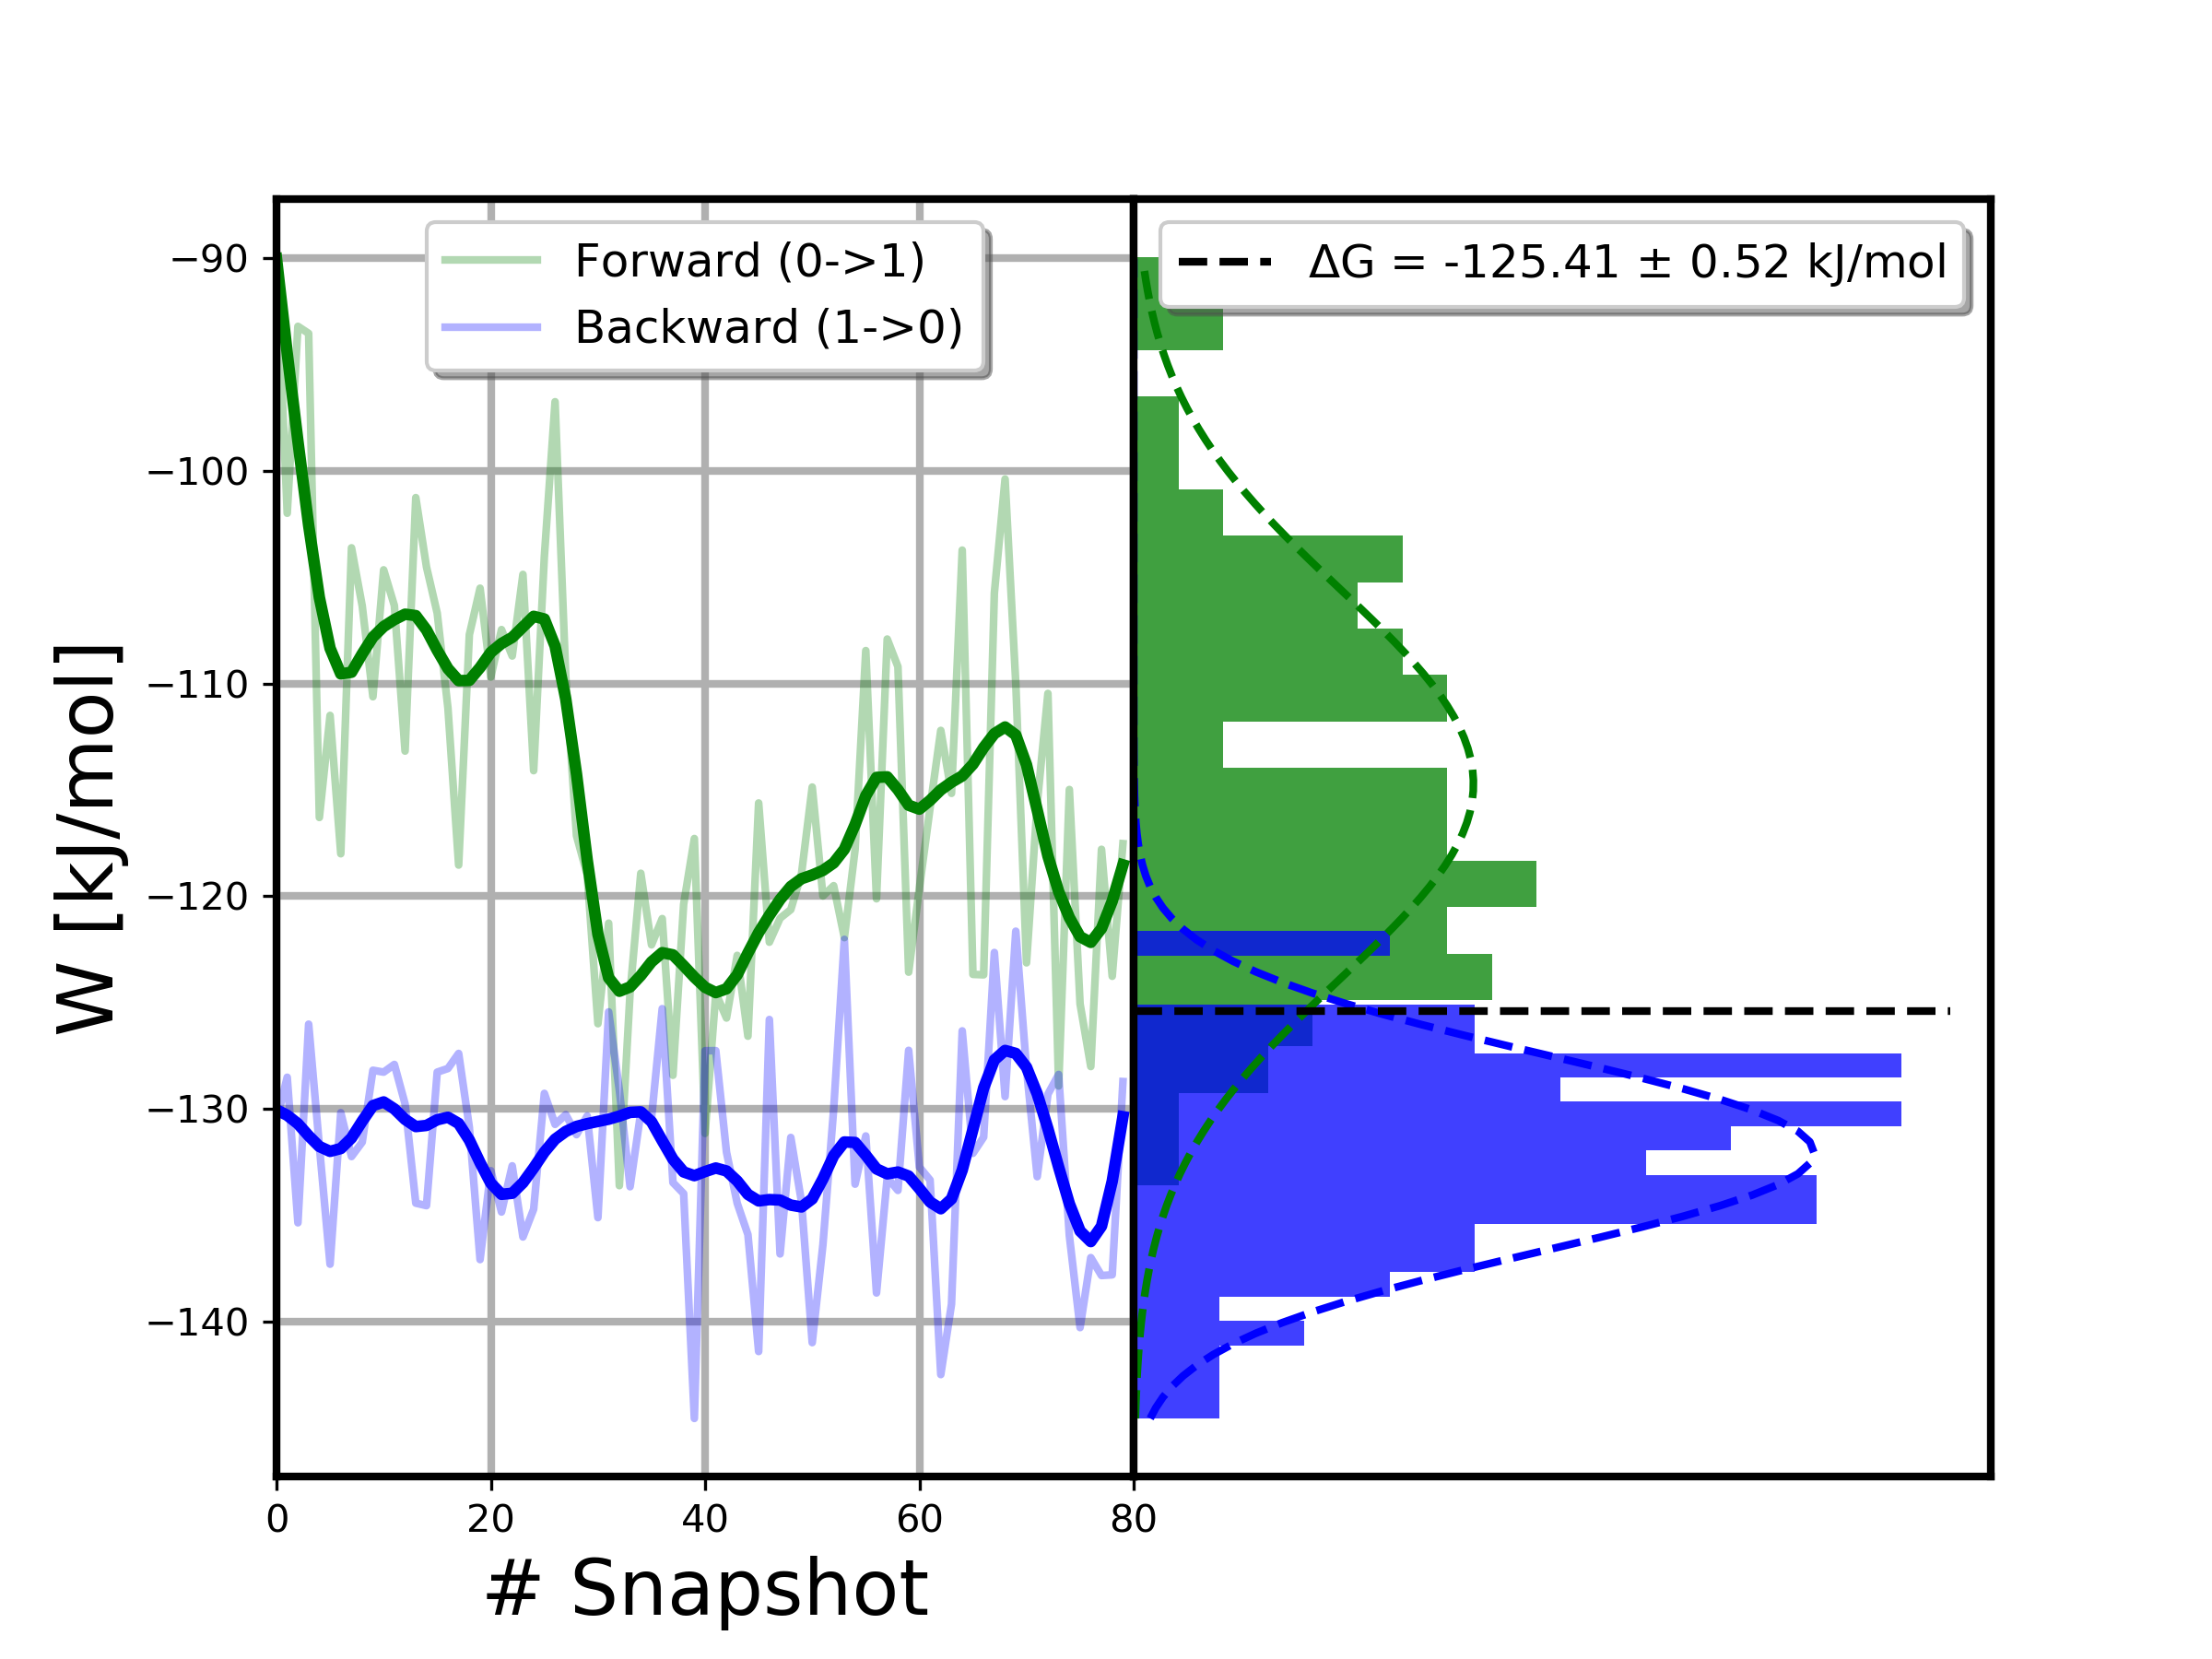 Forward (0->1)
Backward (1->0)
ΔG = -125.41 ± 0.52 kJ/mol
W [kJ/mol]
−90
−100
−110
−120
−130
−140
0 20 40 60 80
# Snapshot